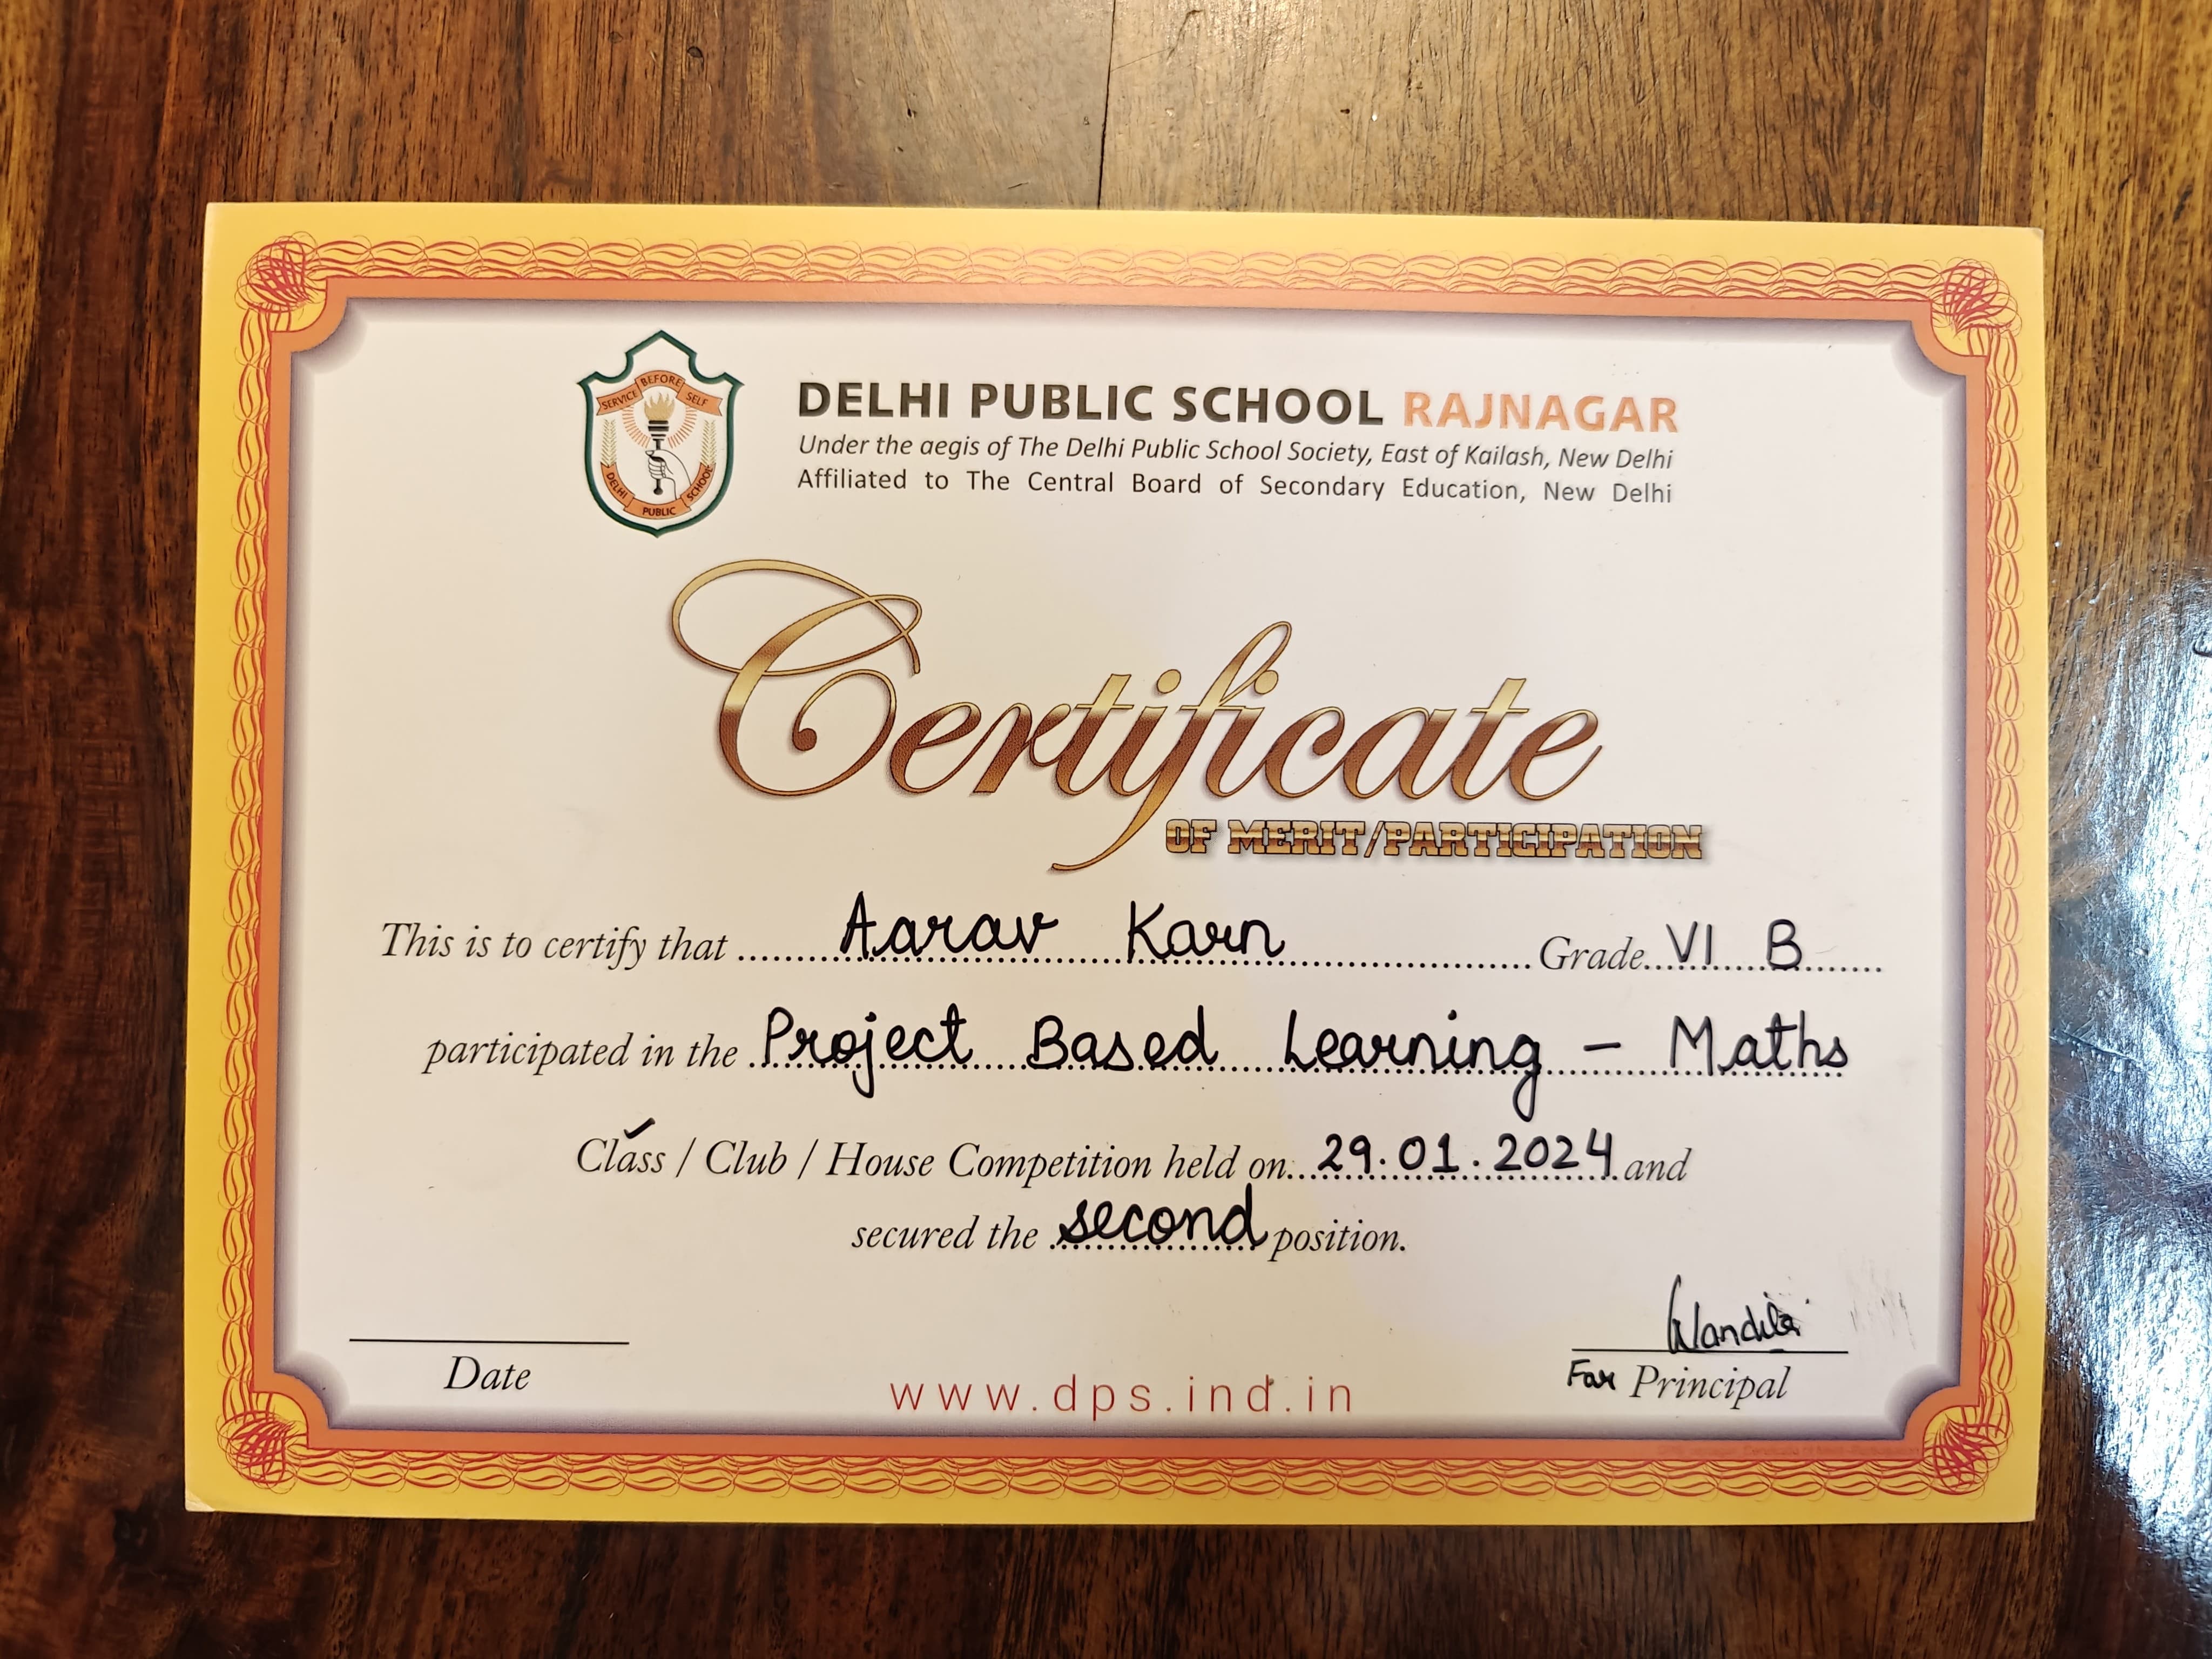 SERVICE BEFORE SELF
DELHI PUBLIC SCHOOL
DELHI PUBLIC SCHOOL RAJNAGAR
Under the aegis of The Delhi Public School Society, East of Kailash, New Delhi
Affiliated to The Central Board of Secondary Education, New Delhi
Certificate
OF MERIT/PARTICIPATION
This is to certify that Aarav Karn Grade VI B
participated in the Project Based Learning - Maths
Class / Club / House Competition held on 29.01.2024 and
secured the second position.
Date
www.dps.ind.in
For Principal